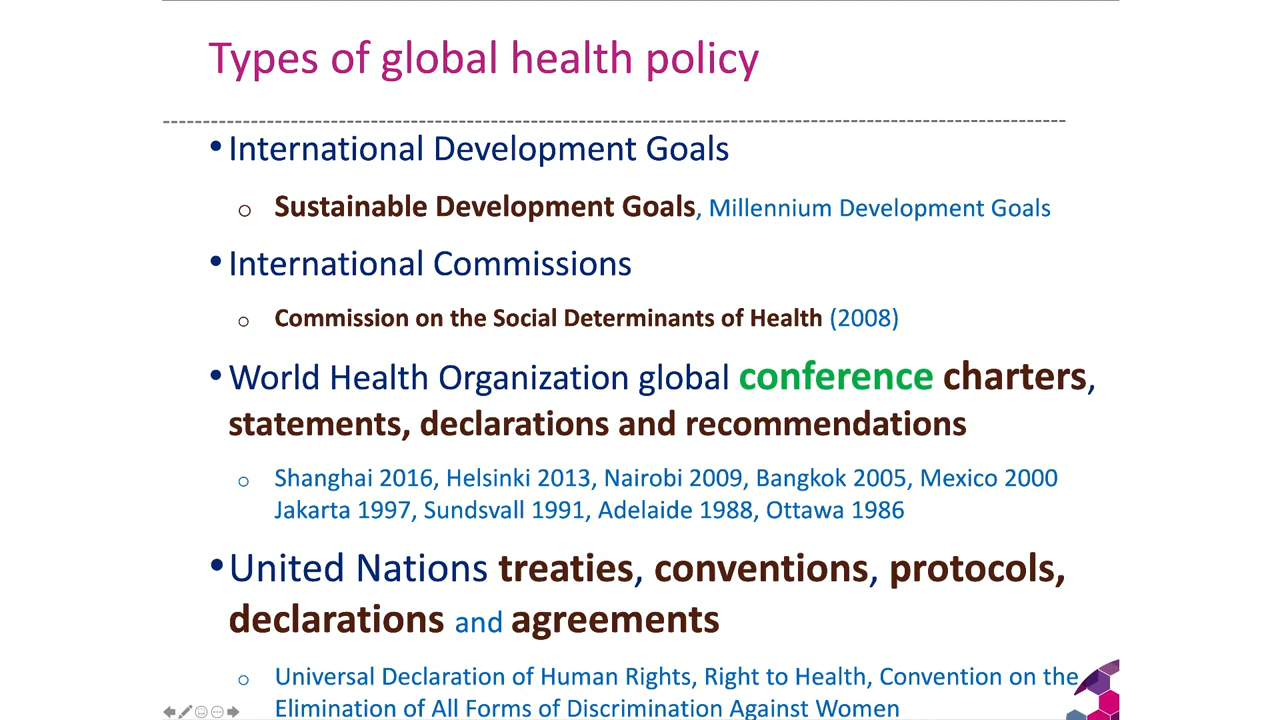 Types of global health policy
• International Development Goals
o Sustainable Development Goals, Millennium Development Goals
• International Commissions
o Commission on the Social Determinants of Health (2008)
• World Health Organization global conference charters,
statements, declarations and recommendations
o Shanghai 2016, Helsinki 2013, Nairobi 2009, Bangkok 2005, Mexico 2000
Jakarta 1997, Sundsvall 1991, Adelaide 1988, Ottawa 1986
• United Nations treaties, conventions, protocols,
declarations and agreements
o Universal Declaration of Human Rights, Right to Health, Convention on the
Elimination of All Forms of Discrimination Against Women